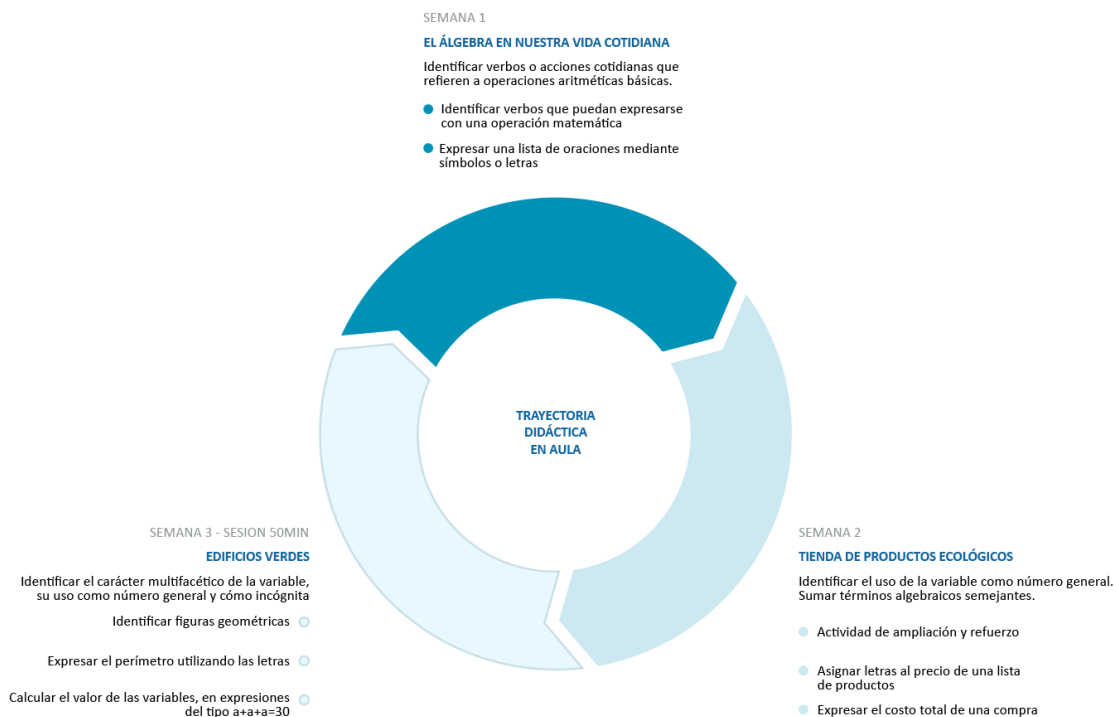 SEMANA 1
EL ÁLGEBRA EN NUESTRA VIDA COTIDIANA
Identificar verbos o acciones cotidianas que
refieren a operaciones aritméticas básicas.
Identificar verbos que puedan expresarse
con una operación matemática
Expresar una lista de oraciones mediante
símbolos o letras
TRAYECTORIA
DIDÁCTICA
EN AULA
SEMANA 3 - SESION 50MIN
EDIFICIOS VERDES
Identificar el carácter multifacético de la variable,
su uso como número general y cómo incógnita
Identificar figuras geométricas
Expresar el perímetro utilizando las letras
Calcular el valor de las variables, en expresiones
del tipo a+a+a=30
SEMANA 2
TIENDA DE PRODUCTOS ECOLÓGICOS
Identificar el uso de la variable como número general.
Sumar términos algebraicos semejantes.
Actividad de ampliación y refuerzo
Asignar letras al precio de una lista
de productos
Expresar el costo total de una compra